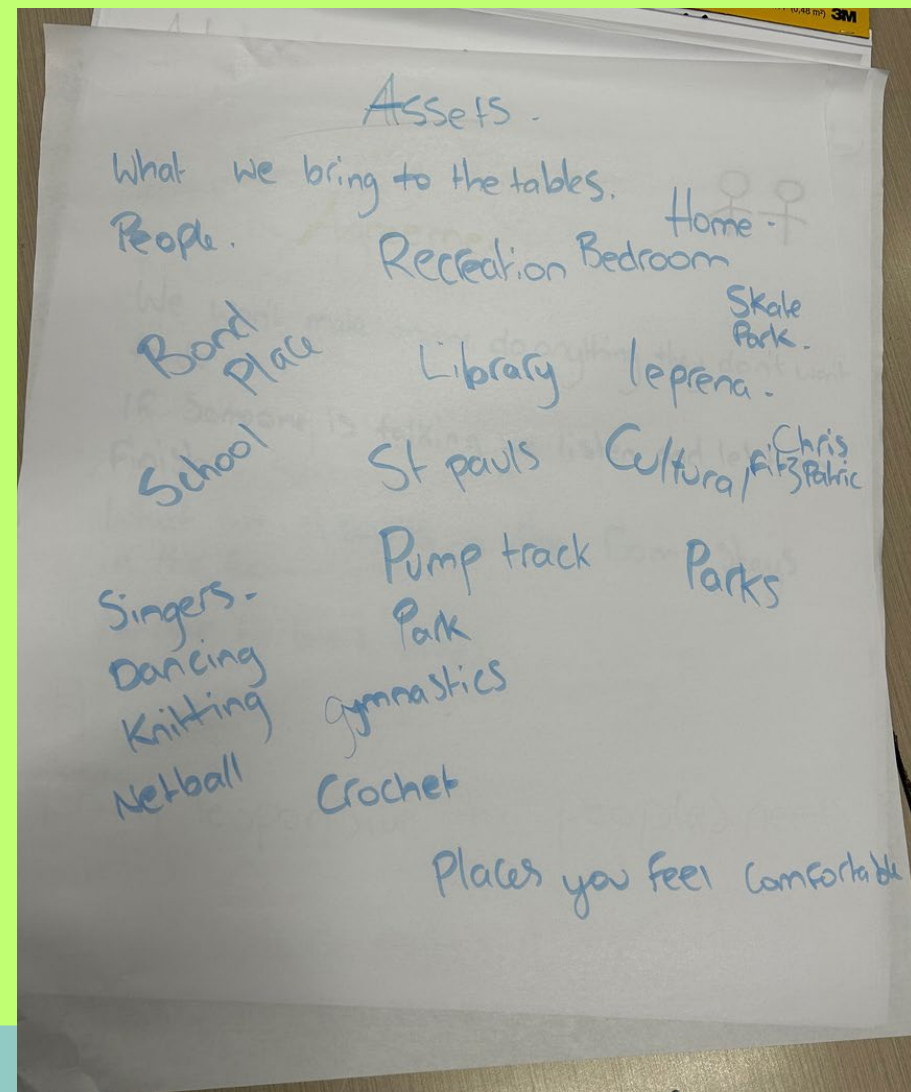 3M
Assets.
What we bring to the tables.
People.
Home.
Recreation Bedroom
Skate
Park.
Bond
Place
Library leprena.
School
St pauls Cultural
Chris
Fitzpatric
Pump track Parks
Singers.
Park
Dancing
Knitting gymnastics
Netball Crochet
Places you feel comfortable